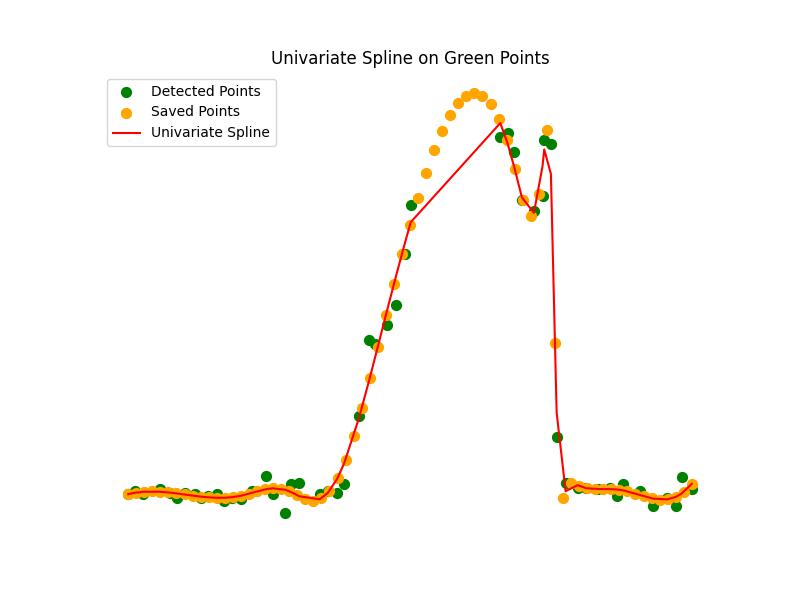 Univariate Spline on Green Points
Detected Points
Saved Points
Univariate Spline